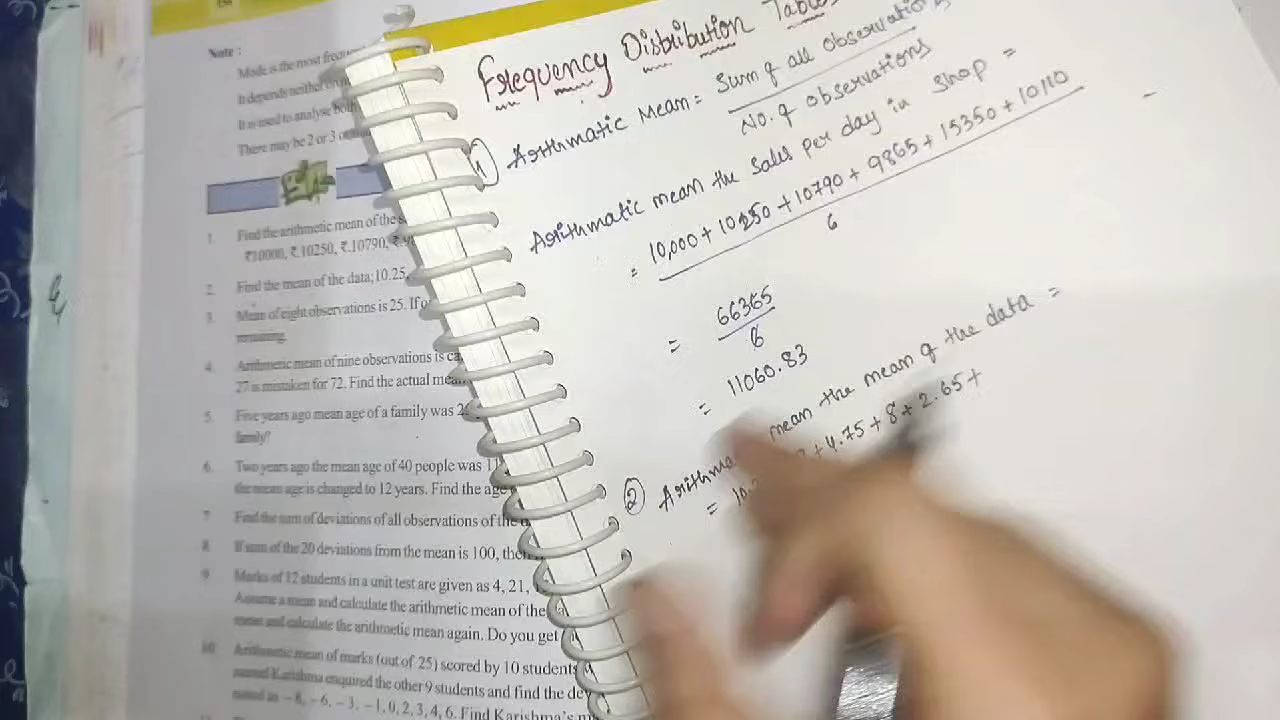 Note :
Mode is the most
It depends neither
It is used to analyse
There may be 2 or 3
1. Find the arithmetic mean of the
₹10000, ₹.10250, ₹.10790,
2. Find the mean of the data; 10.25,
3. Mean of eight observations is 25. If
remaining.
4. Arithmetic mean of nine observations is
27 is mistaken for 72. Find the actual
5. Five years ago mean age of a family was
family?
6. Two years ago the mean age of 40 people was
the mean age is changed to 12 years. Find the age
7 Find the sum of deviations of all observations of the
8 If sum of the 20 deviations from the mean is 100,
9 Marks of 12 students in a unit test are given as 4, 21,
Assume a mean and calculate the arithmetic mean of the
mean and calculate the arithmetic mean again. Do you get
10 Arithmetic mean of marks (out of 25) scored by 10 students
named Karishma enquired the other 9 students and find the
noted as −8, −6, −3, −1, 0, 2, 3, 4, 6. Find Karishma's
Frequency Distribution
1 Arithmatic Mean = Sum of all observations
No. of observations
Arithmatic mean the sales per day in shop =
= 10,000 + 10250 + 10790 + 9865 + 15350 + 10110
6
= 66365
6
= 11060.83
2 mean the mean of the data =
= + 4.75 + 8 + 2.65 +